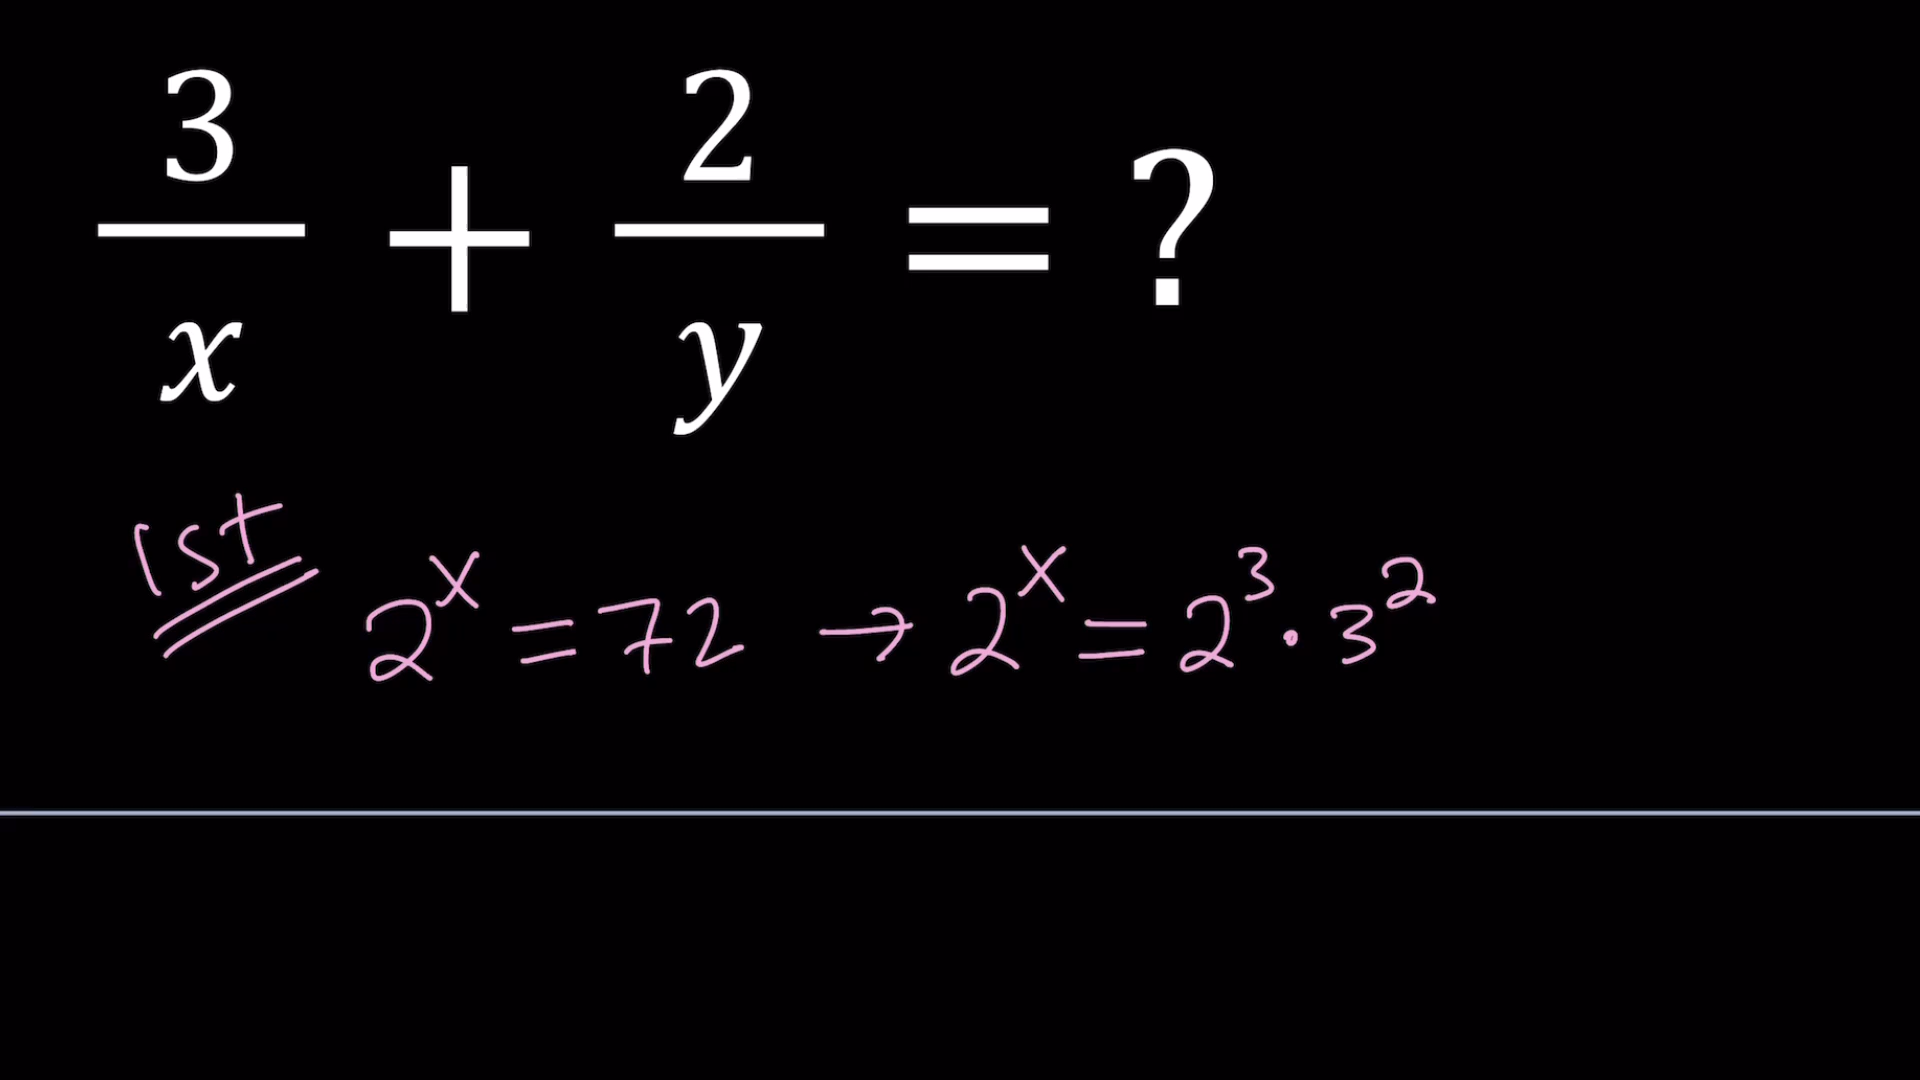 3/x + 2/y = ?
1st 2^x = 72 → 2^x = 2^3 · 3^2